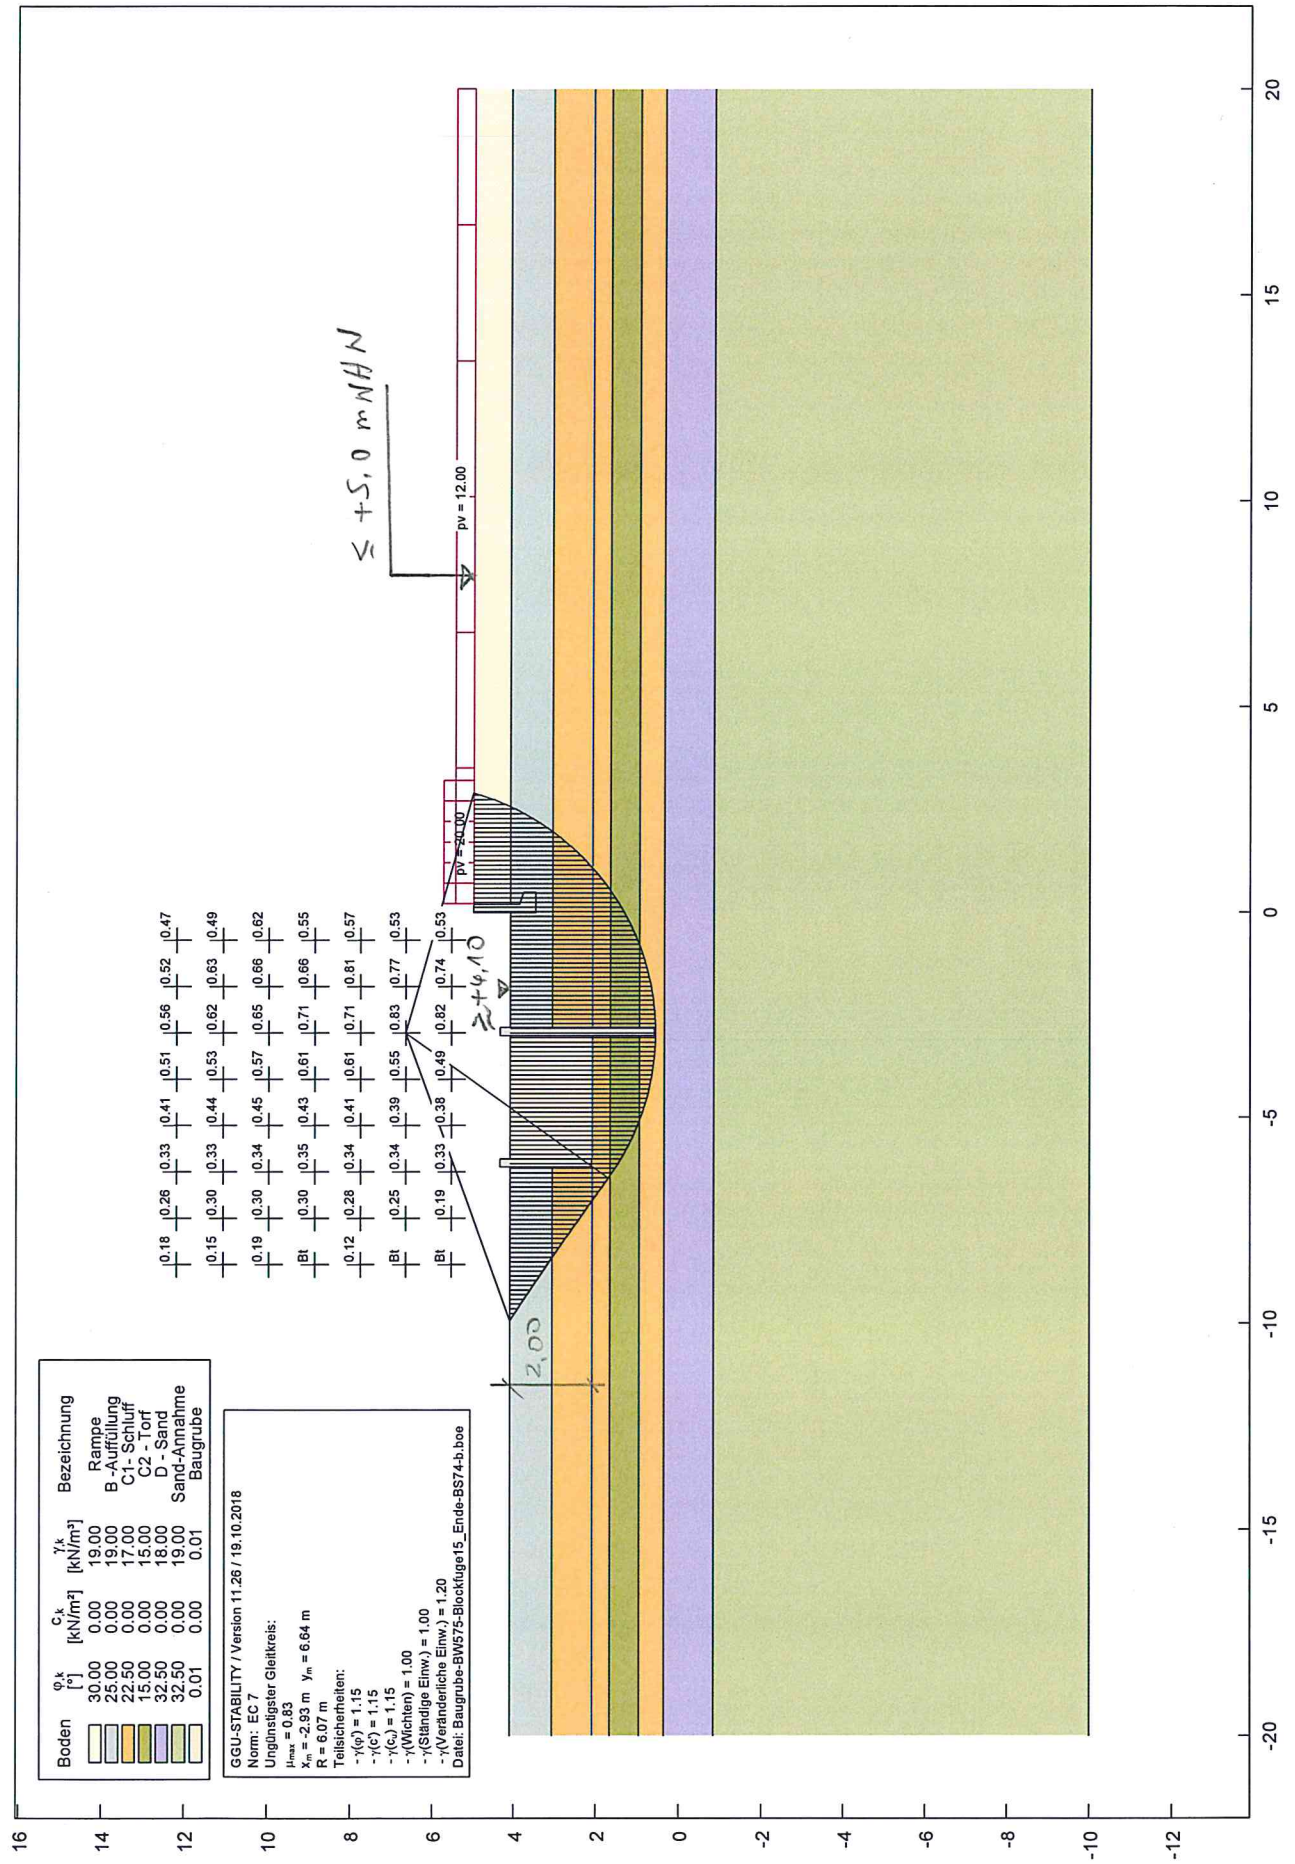 Boden φ,k [°] c,k [kN/m²] γ,k [kN/m³] Bezeichnung
30.00 0.00 19.00 Rampe
25.00 0.00 19.00 B -Auffüllung
22.50 0.00 17.00 C1- Schluff
15.00 0.00 15.00 C2 - Torf
32.50 0.00 18.00 D - Sand
32.50 0.00 19.00 Sand-Annahme
0.01 0.00 0.01 Baugrube
GGU-STABILITY / Version 11.26 / 19.10.2018
Norm: EC 7
Ungünstigster Gleitkreis:
μmax = 0.83
xm = -2.93 m ym = 6.64 m
R = 6.07 m
Teilsicherheiten:
- γ(φ') = 1.15
- γ(c') = 1.15
- γ(cu) = 1.15
- γ(Wichten) = 1.00
- γ(Ständige Einw.) = 1.00
- γ(Veränderliche Einw.) = 1.20
Datei: Baugrube-BW575-Blockfuge15_Ende-BS74-b.boe
0.18 0.26 0.33 0.41 0.51 0.56 0.52 0.47
0.15 0.30 0.33 0.44 0.53 0.62 0.63 0.49
0.19 0.30 0.34 0.45 0.57 0.65 0.66 0.62
Bt 0.30 0.35 0.43 0.61 0.71 0.66 0.55
0.12 0.28 0.34 0.41 0.61 0.71 0.81 0.57
Bt 0.25 0.34 0.39 0.55 0.83 0.77 0.53
Bt 0.19 0.33 0.38 0.49 0.82 0.74 0.53
≤ +5,0 mNHN
pv = 20.00
pv = 12.00
≥+4,10
2,00
16
14
12
10
8
6
4
2
0
-2
-4
-6
-8
-10
-12
-20 -15 -10 -5 0 5 10 15 20